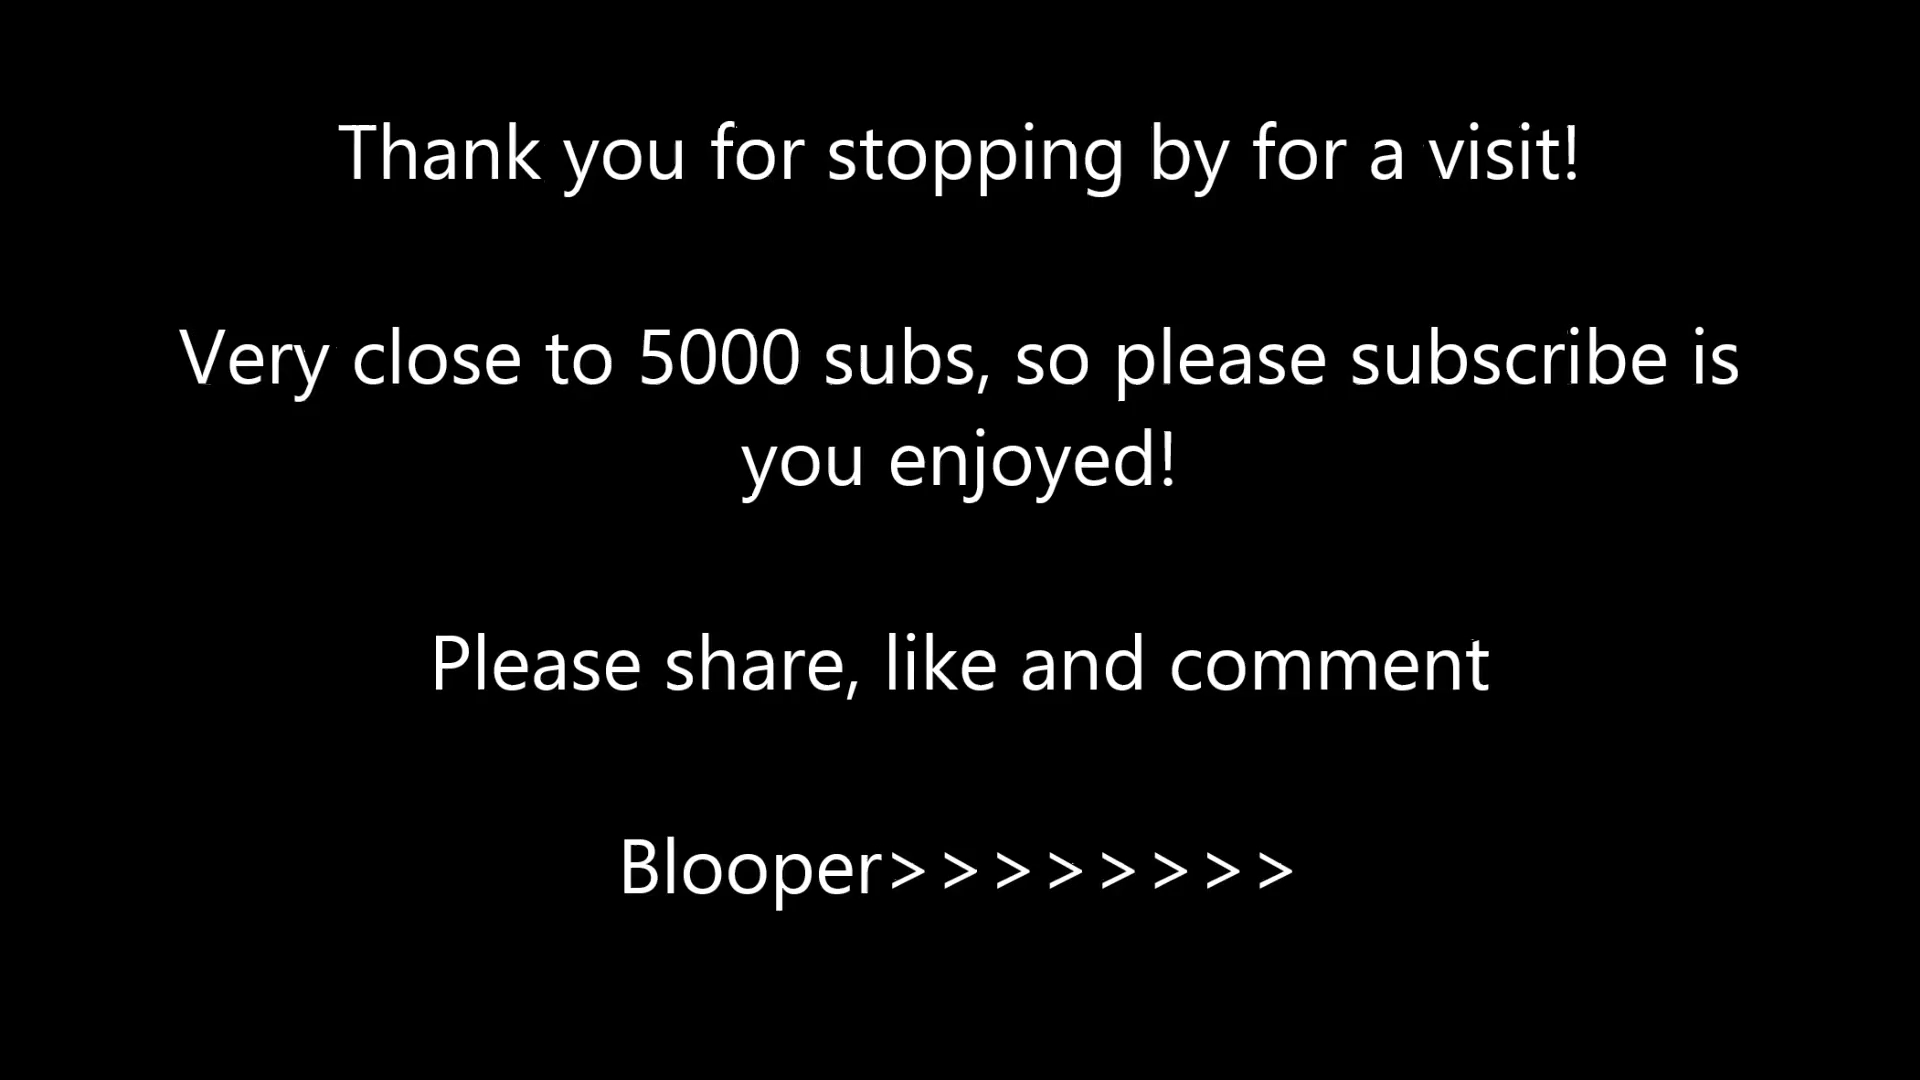 Thank you for stopping by for a visit!
Very close to 5000 subs, so please subscribe is
you enjoyed!
Please share, like and comment
Blooper>>>>>>>>